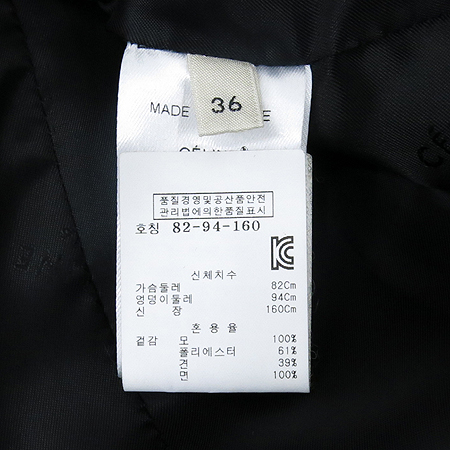 36
MADE
품질경영및공산품안전
관리법에의한품질표시
호칭 82-94-160
신체치수
가슴둘레 82Cm
엉덩이둘레 94Cm
신 장 160Cm
혼 용 율
겉감 모 100%
폴리에스터 61%
견 39%
면 100%